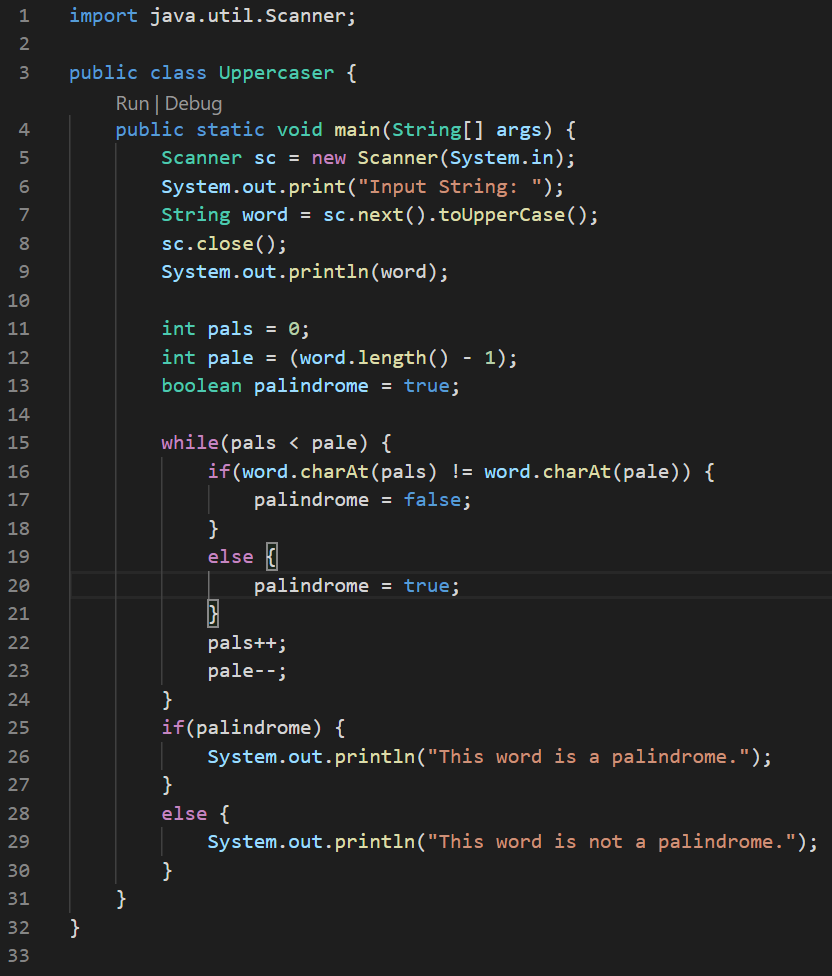 1 import java.util.Scanner;
2
3 public class Uppercaser {
Run | Debug
4     public static void main(String[] args) {
5         Scanner sc = new Scanner(System.in);
6         System.out.print("Input String: ");
7         String word = sc.next().toUpperCase();
8         sc.close();
9         System.out.println(word);
10
11         int pals = 0;
12         int pale = (word.length() - 1);
13         boolean palindrome = true;
14
15         while(pals < pale) {
16             if(word.charAt(pals) != word.charAt(pale)) {
17                 palindrome = false;
18             }
19             else {
20                 palindrome = true;
21             }
22             pals++;
23             pale--;
24         }
25         if(palindrome) {
26             System.out.println("This word is a palindrome.");
27         }
28         else {
29             System.out.println("This word is not a palindrome.");
30         }
31     }
32 }
33